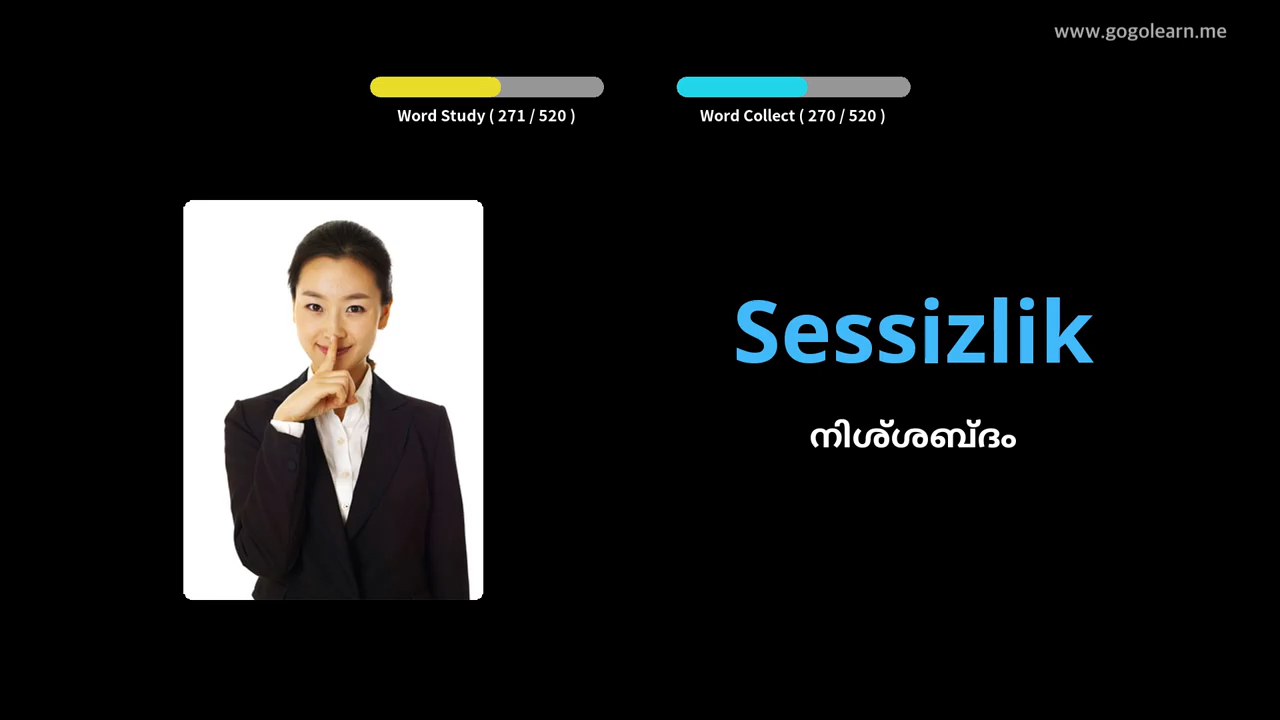 www.gogolearn.me
Word Study ( 271 / 520 )
Word Collect ( 270 / 520 )
Sessizlik
നിശ്ശബ്ദം